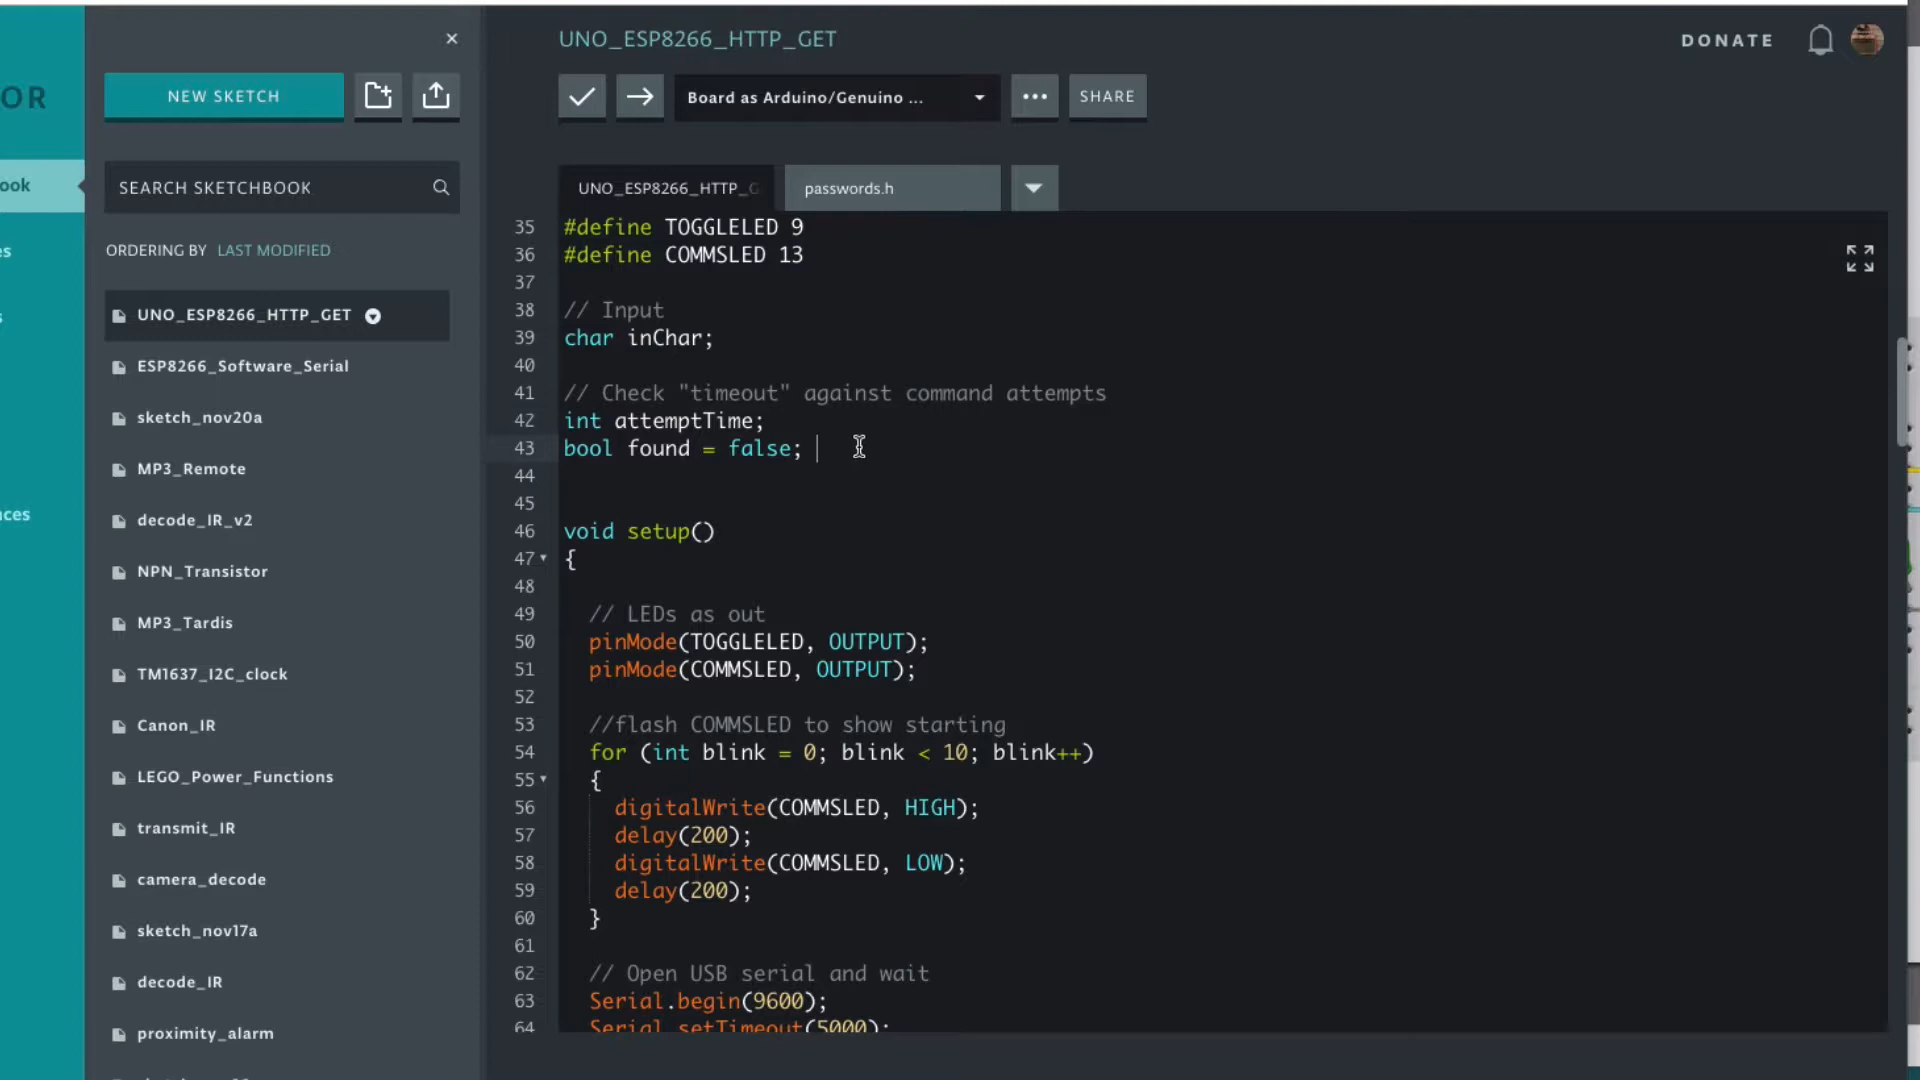 OR
ook
es
s
ces
NEW SKETCH
SEARCH SKETCHBOOK
ORDERING BY LAST MODIFIED
UNO_ESP8266_HTTP_GET
ESP8266_Software_Serial
sketch_nov20a
MP3_Remote
decode_IR_v2
NPN_Transistor
MP3_Tardis
TM1637_I2C_clock
Canon_IR
LEGO_Power_Functions
transmit_IR
camera_decode
sketch_nov17a
decode_IR
proximity_alarm
UNO_ESP8266_HTTP_GET
DONATE
Board as Arduino/Genuino ...
SHARE
UNO_ESP8266_HTTP_G
passwords.h
35 #define TOGGLELED 9
36 #define COMMSLED 13
37
38 // Input
39 char inChar;
40
41 // Check "timeout" against command attempts
42 int attemptTime;
43 bool found = false;
44
45
46 void setup()
47 {
48
49 // LEDs as out
50 pinMode(TOGGLELED, OUTPUT);
51 pinMode(COMMSLED, OUTPUT);
52
53 //flash COMMSLED to show starting
54 for (int blink = 0; blink < 10; blink++)
55 {
56 digitalWrite(COMMSLED, HIGH);
57 delay(200);
58 digitalWrite(COMMSLED, LOW);
59 delay(200);
60 }
61
62 // Open USB serial and wait
63 Serial.begin(9600);
64 Serial.setTimeout(5000);